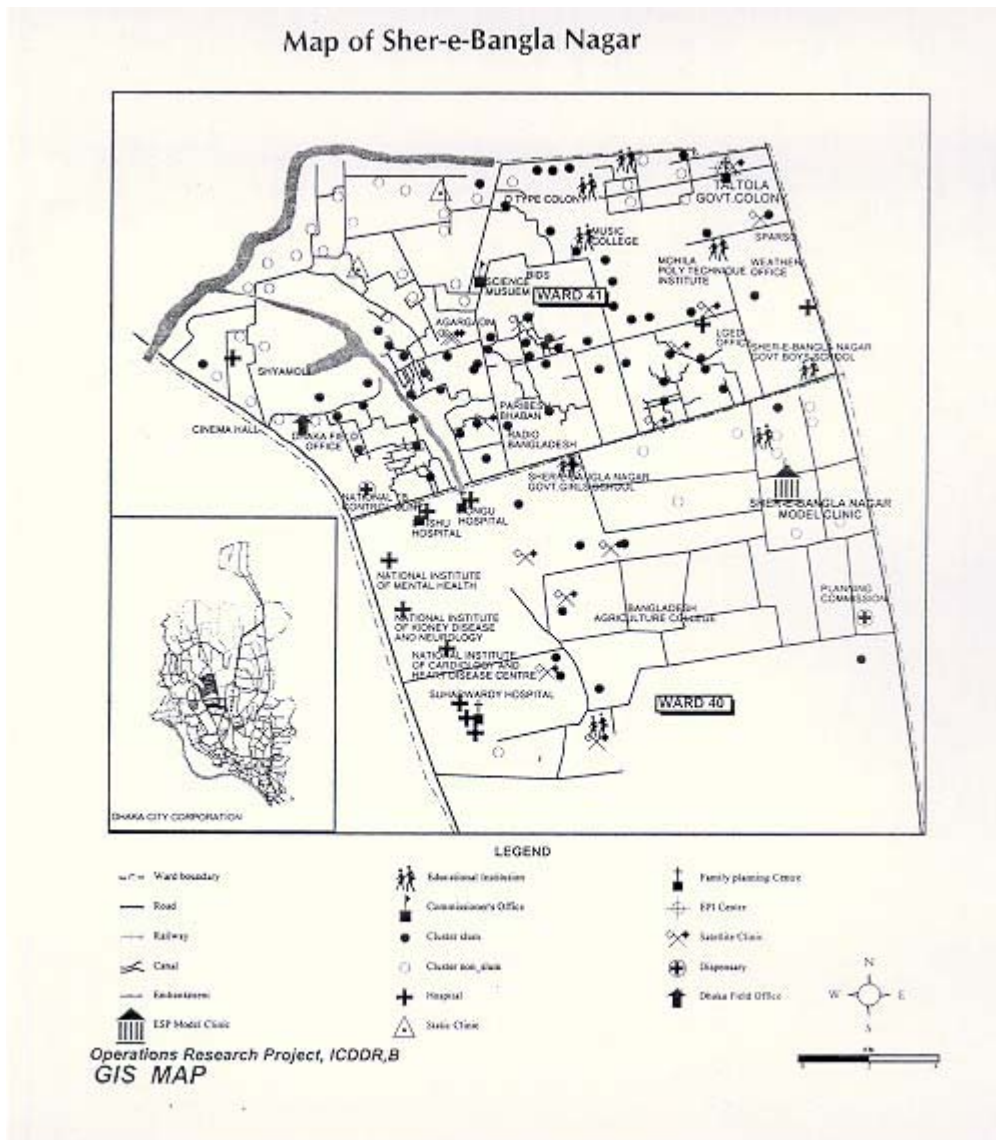 Map of Sher-e-Bangla Nagar
TALTOLA
GOVT.COLON
TYPE COLONY
MUSIC
COLLEGE
SPARSO
MOHILA
POLY TECHNIQUE
INSTITUTE
WEATHER
OFFICE
BIDS
SCIENCE
MUSUEM
WARD 41
AGARGAON
LGED
OFFICE
SHER-E-BANGLA NAGAR
GOVT BOYS SCHOOL
SHYAMOLI
CINEMA HALL
DHAKA FIELD
OFFICE
PARIBESH
BHABAN
RADIO
BANGLADESH
SHER-E-BANGLA NAGAR
GOVT.GIRLS SCHOOL
NATIONAL T.B.
SHER-E-BANGLA NAGAR
MODEL CLINIC
HOSPITAL
HOSPITAL
NATIONAL INSTITUTE
OF MENTAL HEALTH
PLANNING
COMMISSION
NATIONAL INSTITUTE
OF KIDNEY DISEASE
AND NEUROLOGY
BANGLADESH
AGRICULTURE COLLEGE
NATIONAL INSTITUTE
OF CARDIOLOGY AND
HEART DISEASE CENTRE
SUHARWARDY HOSPITAL
WARD 40
DHAKA CITY CORPORATION
LEGEND
Ward boundary
Road
Railway
Canal
Embankment
ESP Model Clinic
Educational Institution
Commissioner's Office
Cluster slum
Cluster non_slum
Hospital
Static Clinic
Family planning Centre
EPI Centre
Satellite Clinic
Dispensary
Dhaka Field Office
N
W E
S
Operations Research Project, ICDDR,B
GIS MAP